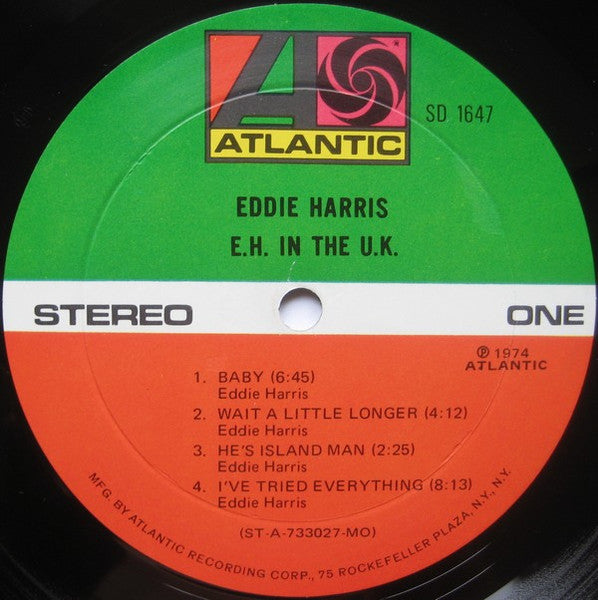 A
ATLANTIC
SD 1647
EDDIE HARRIS
E.H. IN THE U.K.
STEREO
ONE
℗ 1974
ATLANTIC
1. BABY (6:45)
Eddie Harris
2. WAIT A LITTLE LONGER (4:12)
Eddie Harris
3. HE'S ISLAND MAN (2:25)
Eddie Harris
4. I'VE TRIED EVERYTHING (8:13)
Eddie Harris
(ST-A-733027-MO)
MFG. BY ATLANTIC RECORDING CORP., 75 ROCKEFELLER PLAZA, N.Y., N.Y.